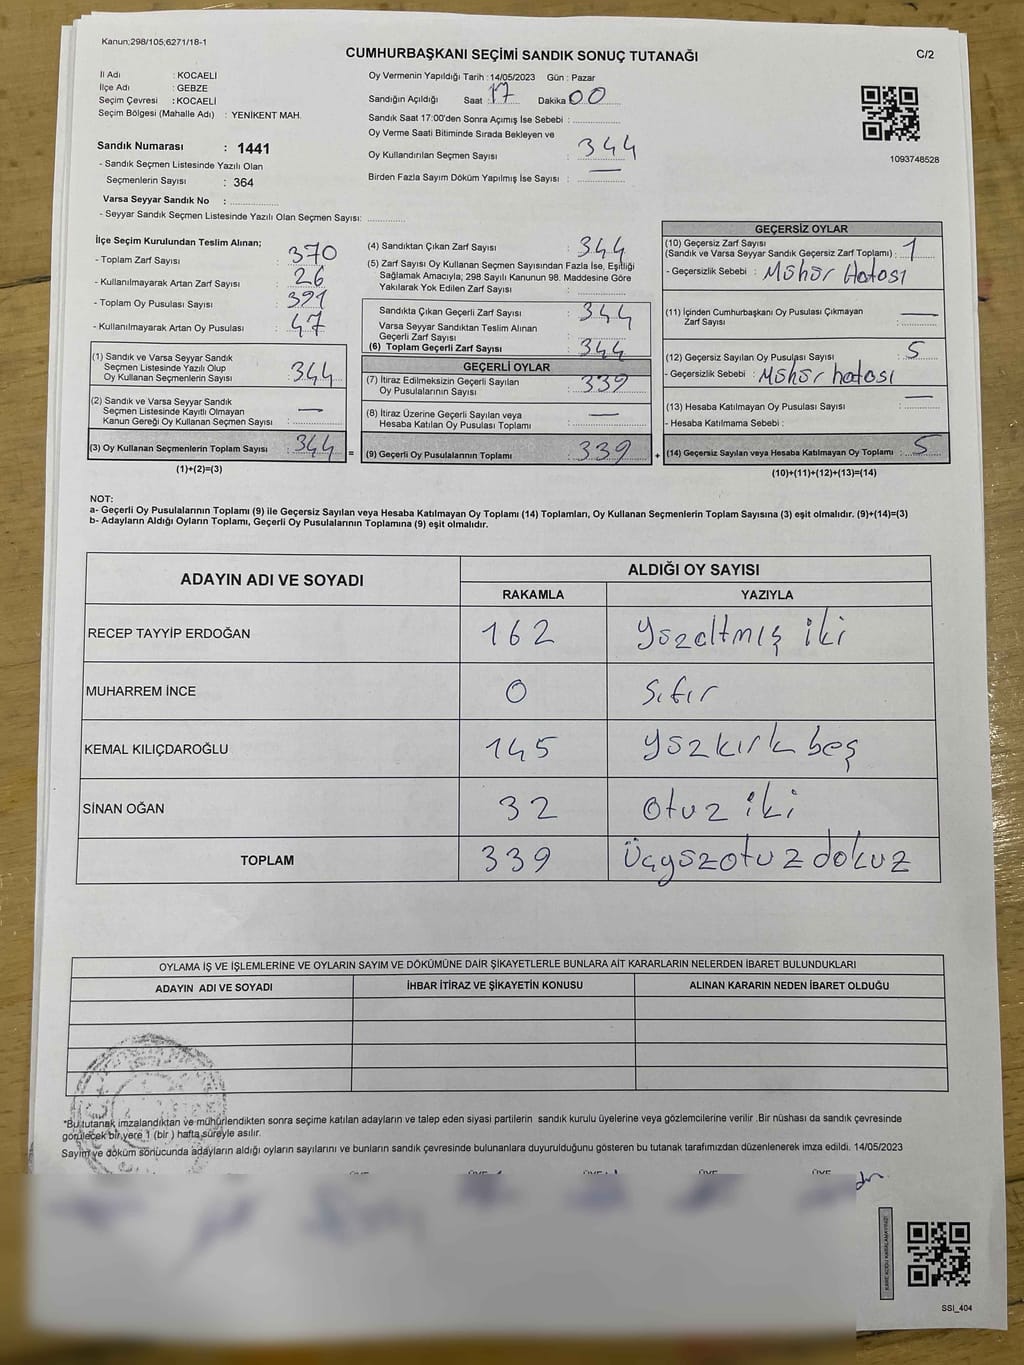 Kanun;298/105;6271/18-1
CUMHURBAŞKANI SEÇİMİ SANDIK SONUÇ TUTANAĞI
C/2
İl Adı : KOCAELİ
İlçe Adı : GEBZE
Seçim Çevresi : KOCAELİ
Seçim Bölgesi (Mahalle Adı) : YENİKENT MAH.
Sandık Numarası : 1441
- Sandık Seçmen Listesinde Yazılı Olan
Seçmenlerin Sayısı : 364
Varsa Seyyar Sandık No :
- Seyyar Sandık Seçmen Listesinde Yazılı Olan Seçmen Sayısı:
Oy Vermenin Yapıldığı Tarih : 14/05/2023 Gün : Pazar
Sandığın Açıldığı Saat : 17 Dakika 00
Sandık Saat 17:00'den Sonra Açımış İse Sebebi :
Oy Verme Saati Bitiminde Sırada Bekleyen ve
Oy Kullandırılan Seçmen Sayısı : 344
Birden Fazla Sayım Döküm Yapılmış İse Sayısı : —
1093748528
İlçe Seçim Kurulundan Teslim Alınan;
- Toplam Zarf Sayısı : 370
- Kullanılmayarak Artan Zarf Sayısı : 26
- Toplam Oy Pusulası Sayısı : 391
- Kullanılmayarak Artan Oy Pusulası : 47
(1) Sandık ve Varsa Seyyar Sandık
Seçmen Listesinde Yazılı Olup
Oy Kullanan Seçmenlerin Sayısı : 344
(2) Sandık ve Varsa Seyyar Sandık
Seçmen Listesinde Kayıtlı Olmayan
Kanun Gereği Oy Kullanan Seçmen Sayısı : —
(3) Oy Kullanan Seçmenlerin Toplam Sayısı : 344 =
(1)+(2)=(3)
(4) Sandıktan Çıkan Zarf Sayısı : 344
(5) Zarf Sayısı Oy Kullanan Seçmen Sayısından Fazla İse, Eşitliği
Sağlamak Amacıyla; 298 Sayılı Kanunun 98. Maddesine Göre
Yakılarak Yok Edilen Zarf Sayısı :
Sandıkta Çıkan Geçerli Zarf Sayısı : 344
Varsa Seyyar Sandıktan Teslim Alınan
Geçerli Zarf Sayısı :
(6) Toplam Geçerli Zarf Sayısı : 344
GEÇERLİ OYLAR
(7) İtiraz Edilmeksizin Geçerli Sayılan
Oy Pusulalarının Sayısı : 339
(8) İtiraz Üzerine Geçerli Sayılan veya
Hesaba Katılan Oy Pusulası Toplamı : —
(9) Geçerli Oy Pusulalarının Toplamı : 339 +
GEÇERSİZ OYLAR
(10) Geçersiz Zarf Sayısı
(Sandık ve Varsa Seyyar Sandık Geçersiz Zarf Toplamı) : 1
- Geçersizlik Sebebi : Mühür Hatası
(11) İçinden Cumhurbaşkanı Oy Pusulası Çıkmayan
Zarf Sayısı : —
(12) Geçersiz Sayılan Oy Pusulası Sayısı : 5
- Geçersizlik Sebebi : Mühür hatası
(13) Hesaba Katılmayan Oy Pusulası Sayısı : —
- Hesaba Katılmama Sebebi :
(14) Geçersiz Sayılan veya Hesaba Katılmayan Oy Toplamı : 5
(10)+(11)+(12)+(13)=(14)
NOT:
a- Geçerli Oy Pusulalarının Toplamı (9) ile Geçersiz Sayılan veya Hesaba Katılmayan Oy Toplamı (14) Toplamları, Oy Kullanan Seçmenlerin Toplam Sayısına (3) eşit olmalıdır. (9)+(14)=(3)
b- Adayların Aldığı Oyların Toplamı, Geçerli Oy Pusulalarının Toplamına (9) eşit olmalıdır.
ADAYIN ADI VE SOYADI ALDIĞI OY SAYISI
RAKAMLA YAZIYLA
RECEP TAYYİP ERDOĞAN 162 Yüzaltmış iki
MUHARREM İNCE 0 Sıfır
KEMAL KILIÇDAROĞLU 145 Yüzkırk beş
SİNAN OĞAN 32 Otuz iki
TOPLAM 339 Üçyüzotuz dokuz
OYLAMA İŞ VE İŞLEMLERİNE VE OYLARIN SAYIM VE DÖKÜMÜNE DAİR ŞİKAYETLERLE BUNLARA AİT KARARLARIN NELERDEN İBARET BULUNDUKLARI
ADAYIN ADI VE SOYADI İHBAR İTİRAZ VE ŞİKAYETİN KONUSU ALINAN KARARIN NEDEN İBARET OLDUĞU
*Bu tutanak imzalandıktan ve mühürlendikten sonra seçime katılan adayların ve talep eden siyasi partilerin sandık kurulu üyelerine veya gözlemcilerine verilir. Bir nüshası da sandık çevresinde
görülecek bir yere 1 (bir ) hafta süreyle asılır.
Sayım ve döküm sonucunda adayların aldığı oyların sayılarını ve bunların sandık çevresinde bulunanlara duyurulduğunu gösteren bu tutanak tarafımızdan düzenlenerek imza edildi. 14/05/2023
SSI_404